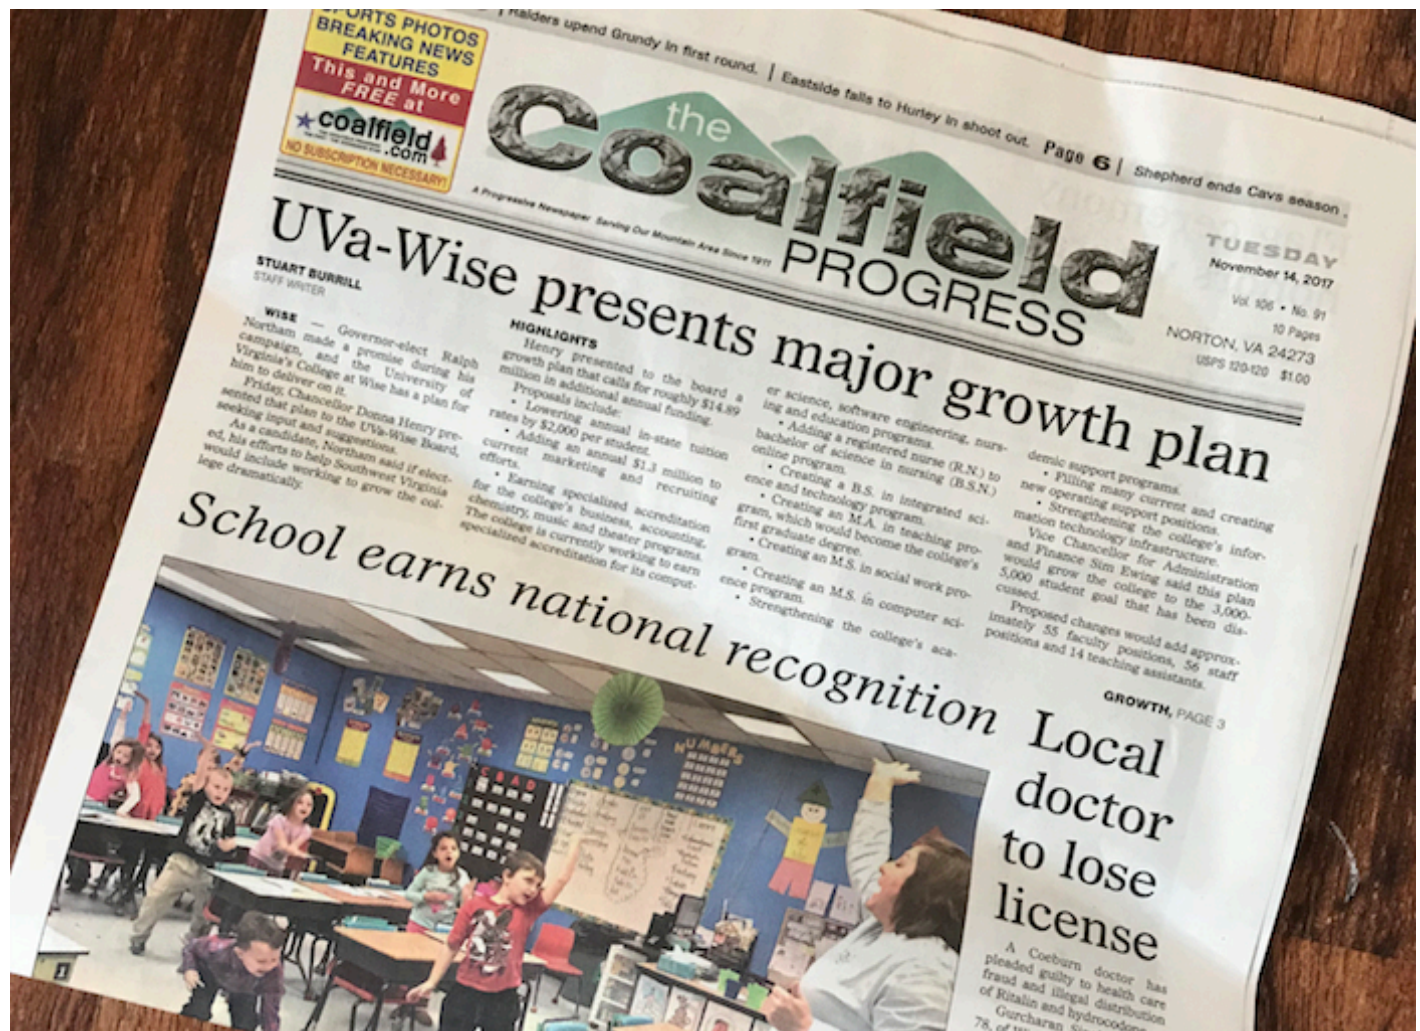 SPORTS PHOTOS
BREAKING NEWS
FEATURES
This and More
FREE at
coalfield
.com
NO SUBSCRIPTION NECESSARY!
Raiders upend Grundy in first round. | Eastside falls to Hurley in shoot out. Page 6 | Shepherd ends Cavs season .
the
Coalfield
PROGRESS
A Progressive Newspaper Serving Our Mountain Area Since 1911
TUESDAY
November 14, 2017
Vol. 106 • No. 91
10 Pages
NORTON, VA 24273
USPS 120-120 $1.00
UVa-Wise presents major growth plan
STUART BURRILL
STAFF WRITER
WISE — Governor-elect Ralph
Northam made a promise during his
campaign, and the University of
Virginia's College at Wise has a plan for
him to deliver on it.
Friday, Chancellor Donna Henry pre-
sented that plan to the UVa-Wise Board,
seeking input and suggestions.
As a candidate, Northam said if elect-
ed, his efforts to help Southwest Virginia
would include working to grow the col-
lege dramatically.
HIGHLIGHTS
Henry presented to the board a
growth plan that calls for roughly $14.89
million in additional annual funding.
Proposals include:
• Lowering annual in-state tuition
rates by $2,000 per student.
• Adding an annual $1.3 million to
current marketing and recruiting
efforts.
• Earning specialized accreditation
for the college's business, accounting,
chemistry, music and theater programs.
The college is currently working to earn
specialized accreditation for its comput-
er science, software engineering, nurs-
ing and education programs.
• Adding a registered nurse (R.N.) to
bachelor of science in nursing (B.S.N.)
online program.
• Creating a B.S. in integrated sci-
ence and technology program.
• Creating an M.A. in teaching pro-
gram, which would become the college's
first graduate degree.
• Creating an M.S. in social work pro-
gram.
• Creating an M.S. in computer sci-
ence program.
• Strengthening the college's aca-
demic support programs.
• Filling many current and creating
new operating support positions.
• Strengthening the college's infor-
mation technology infrastructure.
Vice Chancellor for Administration
and Finance Sim Ewing said this plan
would grow the college to the 3,000-
5,000 student goal that has been dis-
cussed.
Proposed changes would add approx-
imately 55 faculty positions, 56 staff
positions and 14 teaching assistants.
GROWTH, PAGE 3
School earns national recognition
NUMBERS
Local
doctor
to lose
license
A Coeburn doctor has
pleaded guilty to health care
fraud and illegal distribution
of Ritalin and hydrocodone.
Gurcharan
78, of